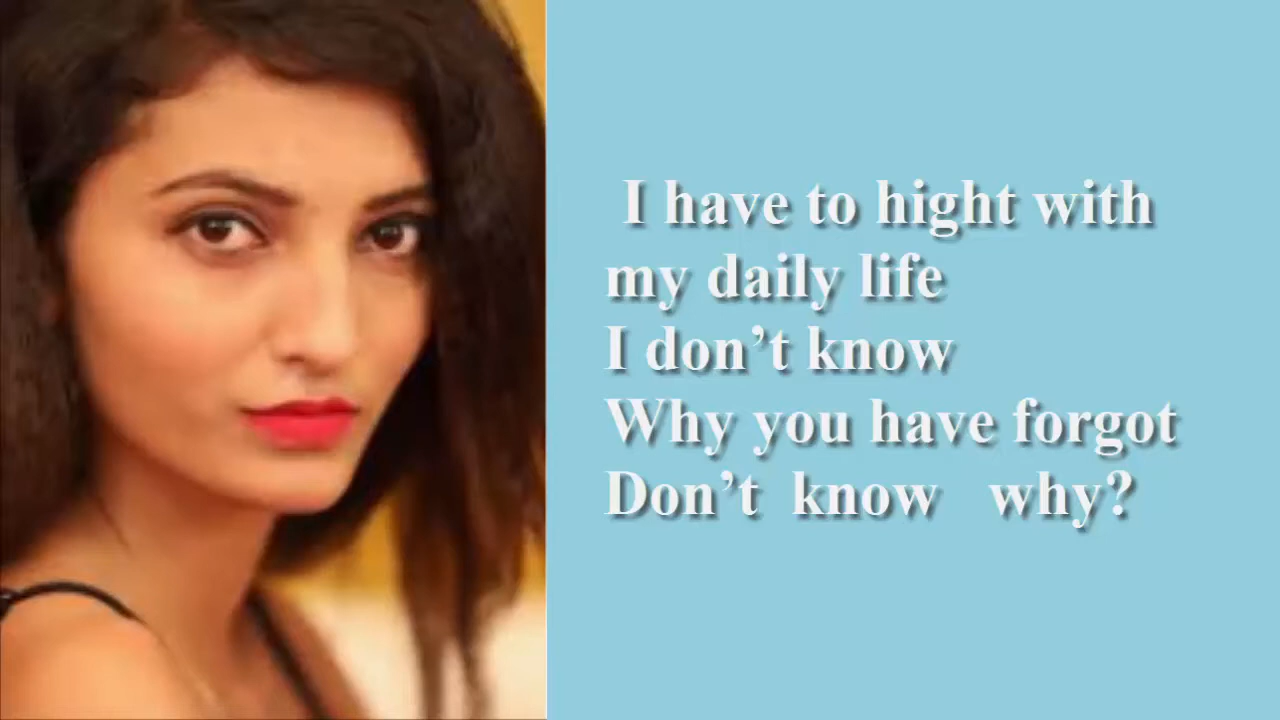 I have to hight with
my daily life
I don’t know
Why you have forgot
Don’t know why?